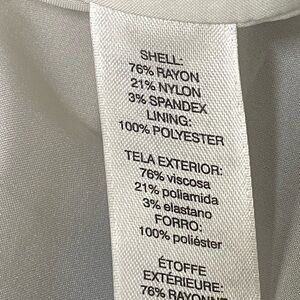 SHELL:
76% RAYON
21% NYLON
3% SPANDEX
LINING:
100% POLYESTER
TELA EXTERIOR:
76% viscosa
21% poliamida
3% elastano
FORRO:
100% poliéster
ÉTOFFE
EXTÉRIEURE:
76% RAYONNE